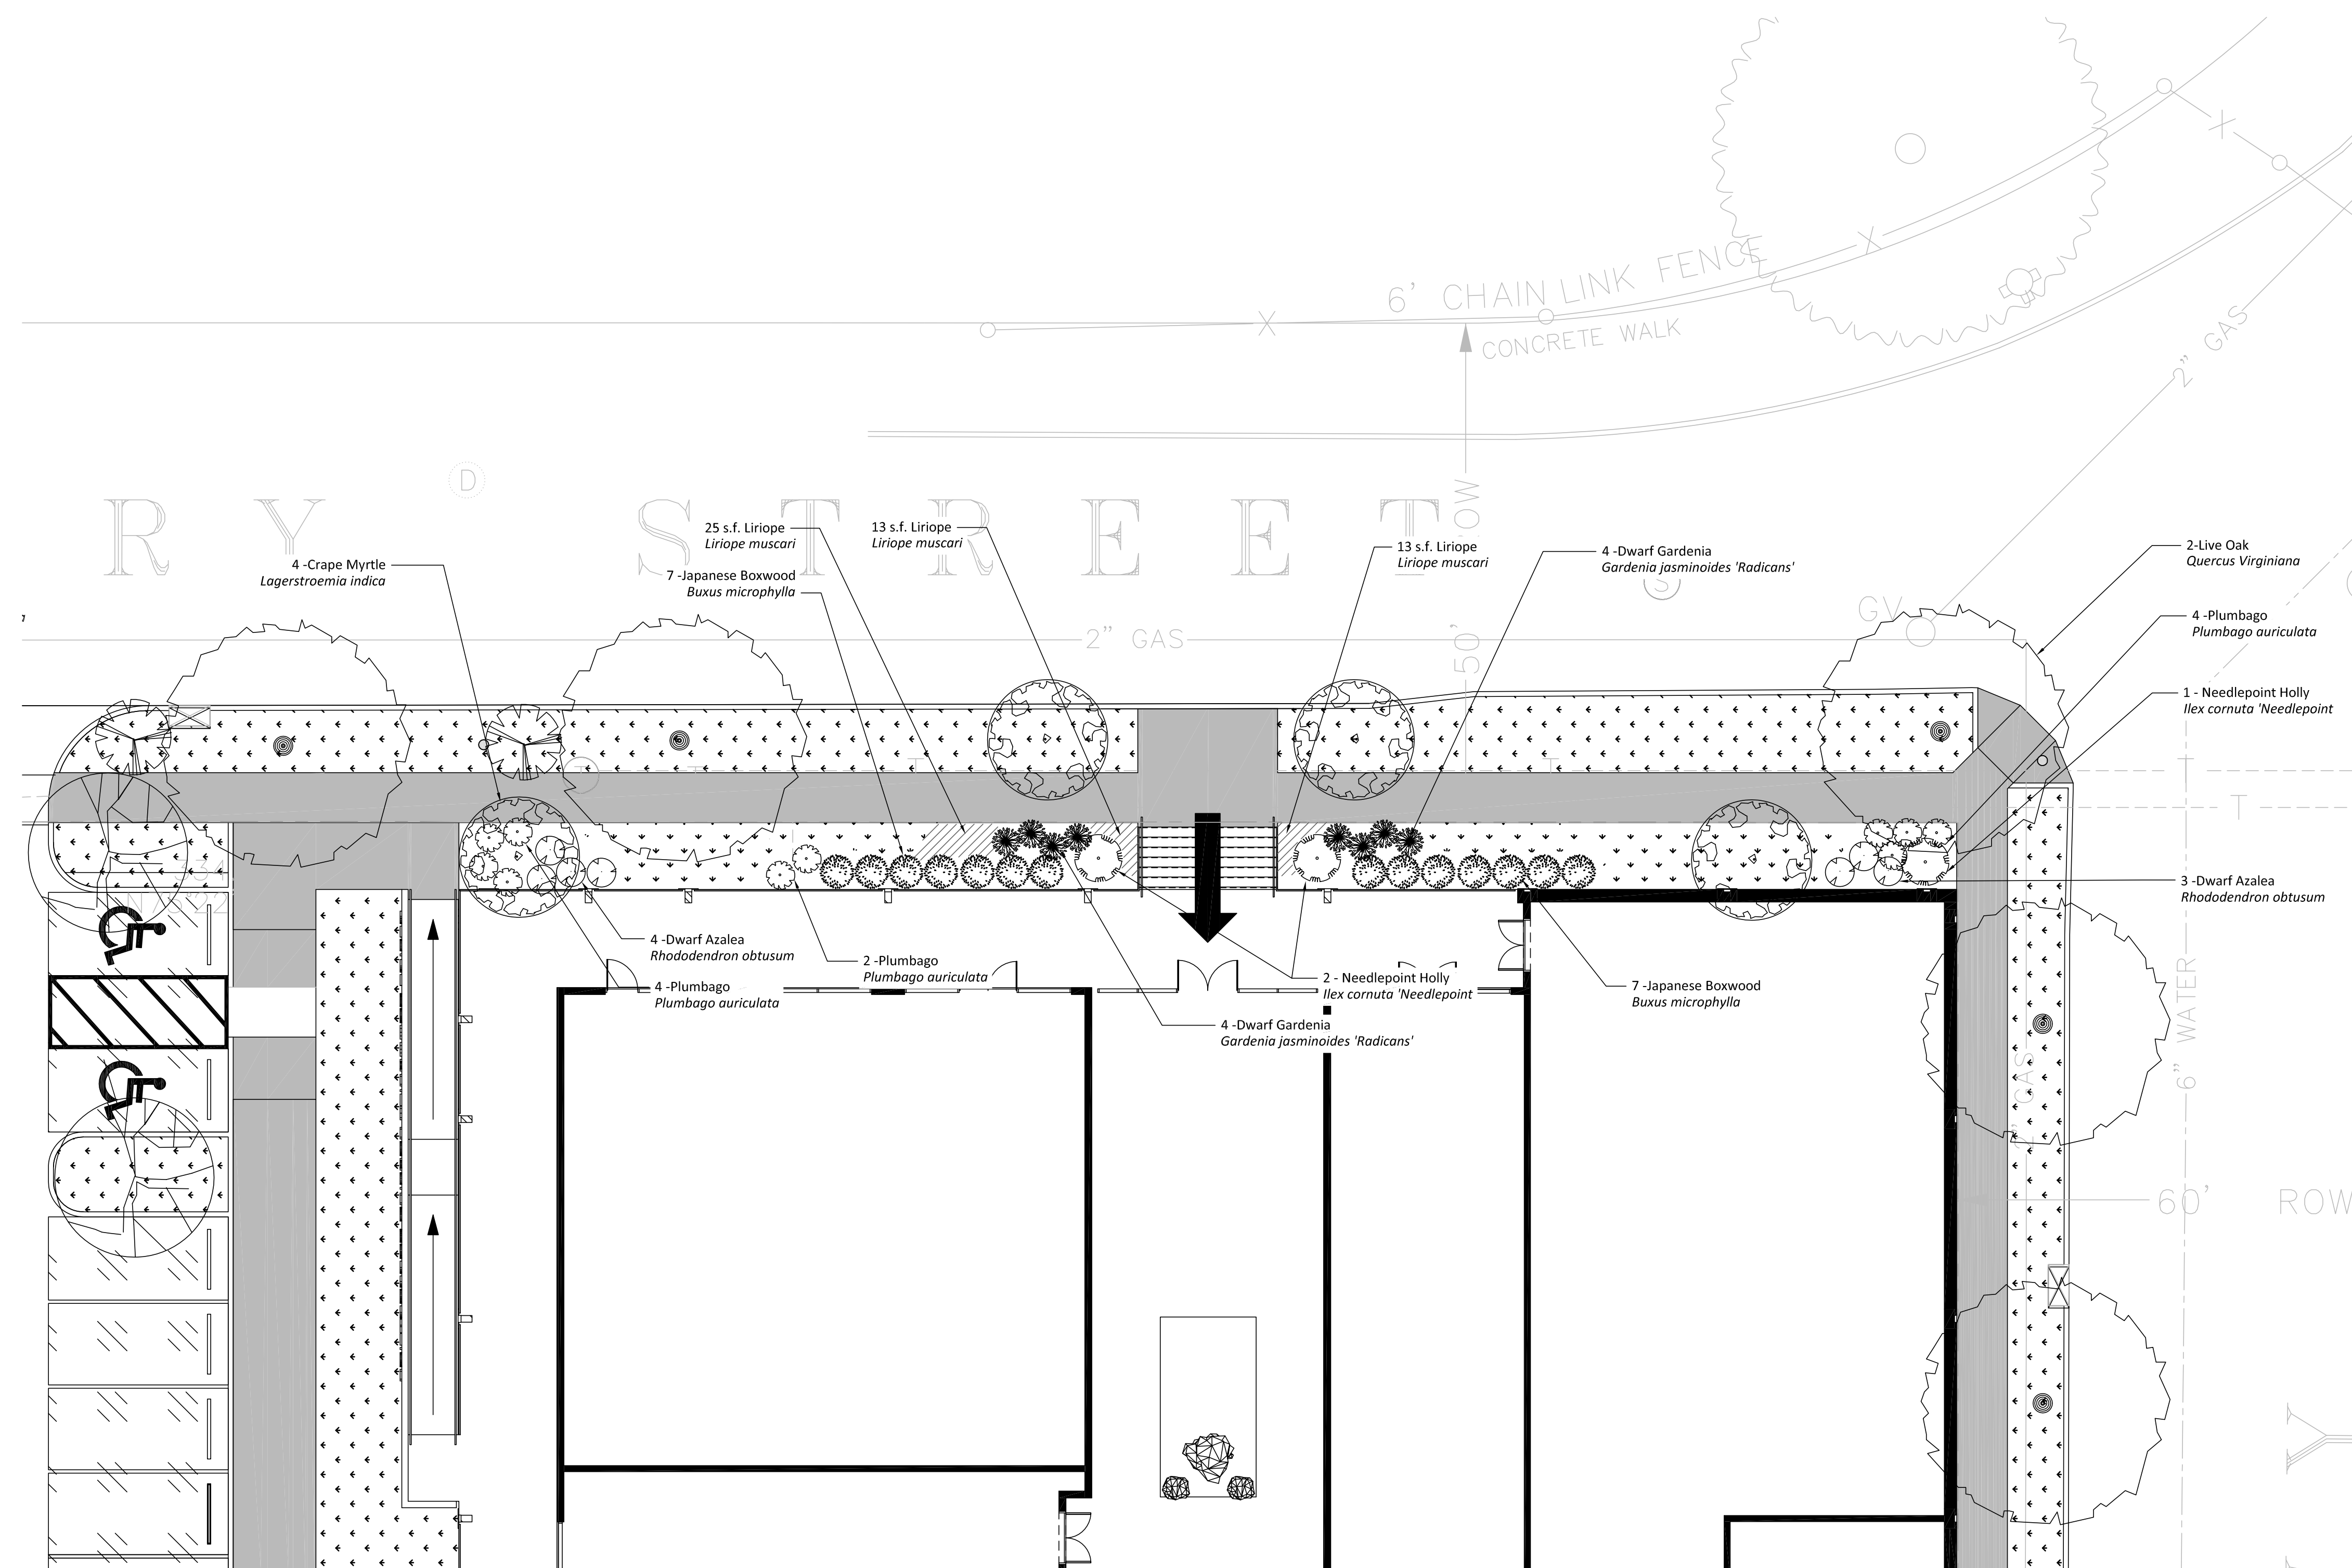 6' CHAIN LINK FENCE
CONCRETE WALK
2" GAS
D
R Y STREET
ROW
50'
S
25 s.f. Liriope
Liriope muscari
13 s.f. Liriope
Liriope muscari
13 s.f. Liriope
Liriope muscari
4 -Dwarf Gardenia
Gardenia jasminoides 'Radicans'
2-Live Oak
Quercus Virginiana
4 -Crape Myrtle
Lagerstroemia indica
7 -Japanese Boxwood
Buxus microphylla
GV
4 -Plumbago
Plumbago auriculata
2" GAS
1 - Needlepoint Holly
Ilex cornuta 'Needlepoint
T
T
T
T
T
3 -Dwarf Azalea
Rhododendron obtusum
4 -Dwarf Azalea
Rhododendron obtusum
2 -Plumbago
Plumbago auriculata
4 -Plumbago
Plumbago auriculata
2 - Needlepoint Holly
Ilex cornuta 'Needlepoint
7 -Japanese Boxwood
Buxus microphylla
4 -Dwarf Gardenia
Gardenia jasminoides 'Radicans'
6" WATER
2" GAS
60' ROW
Y